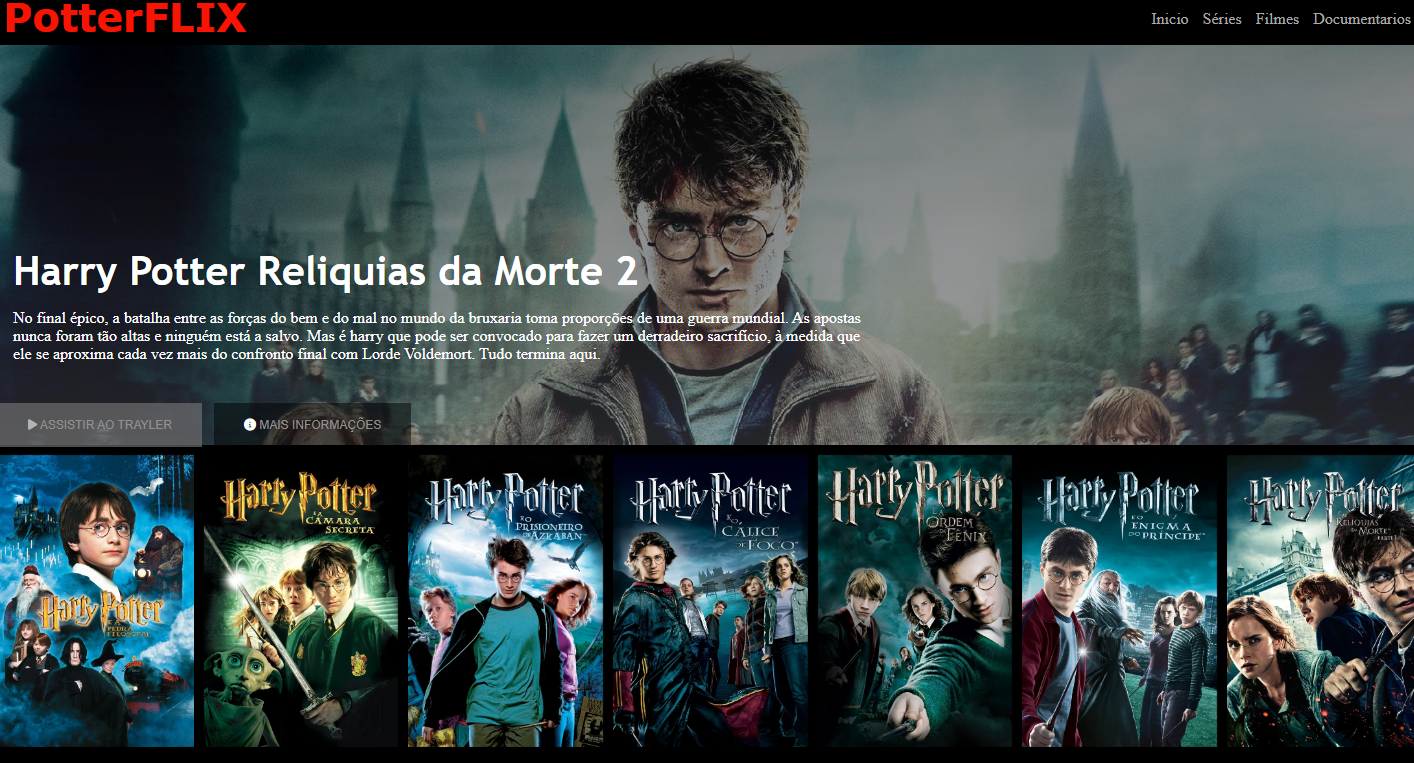 PotterFLIX
Inicio Séries Filmes Documentarios
Harry Potter Reliquias da Morte 2
No final épico, a batalha entre as forças do bem e do mal no mundo da bruxaria toma proporções de uma guerra mundial. As apostas
nunca foram tão altas e ninguém está a salvo. Mas é harry que pode ser convocado para fazer um derradeiro sacrifício, à medida que
ele se aproxima cada vez mais do confronto final com Lorde Voldemort. Tudo termina aqui.
ASSISTIR AO TRAYLER
MAIS INFORMAÇÕES
Harry Potter
E A
PEDRA
FILOSOFAL
Harry Potter
E A
CÂMARA
SECRETA
Harry Potter
E O
PRISIONEIRO
DE AZKABAN
Harry Potter
E O
CÁLICE
DE FOGO
Harry Potter
E A
ORDEM
DA FÊNIX
Harry Potter
E O
ENIGMA
DO PRÍNCIPE
Harry Potter
RELÍQUIAS
DA MORTE
PARTE 1